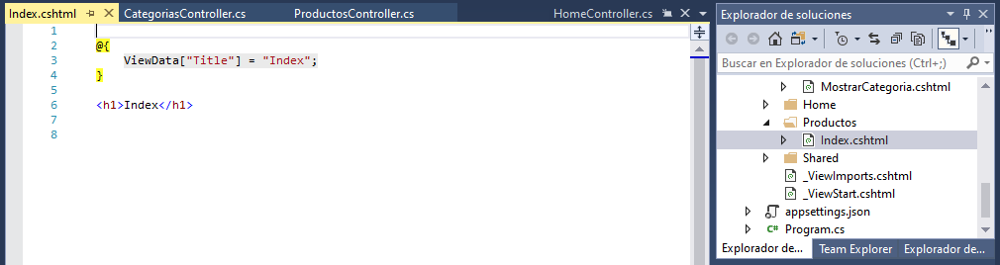 Index.cshtml
CategoriasController.cs
ProductosController.cs
HomeController.cs
1
2 @{
3 ViewData["Title"] = "Index";
4 }
5
6 <h1>Index</h1>
7
8
Explorador de soluciones
Buscar en Explorador de soluciones (Ctrl+;)
MostrarCategoria.cshtml
Home
Productos
Index.cshtml
Shared
_ViewImports.cshtml
_ViewStart.cshtml
appsettings.json
C# Program.cs
Explorador de...
Team Explorer
Explorador de...